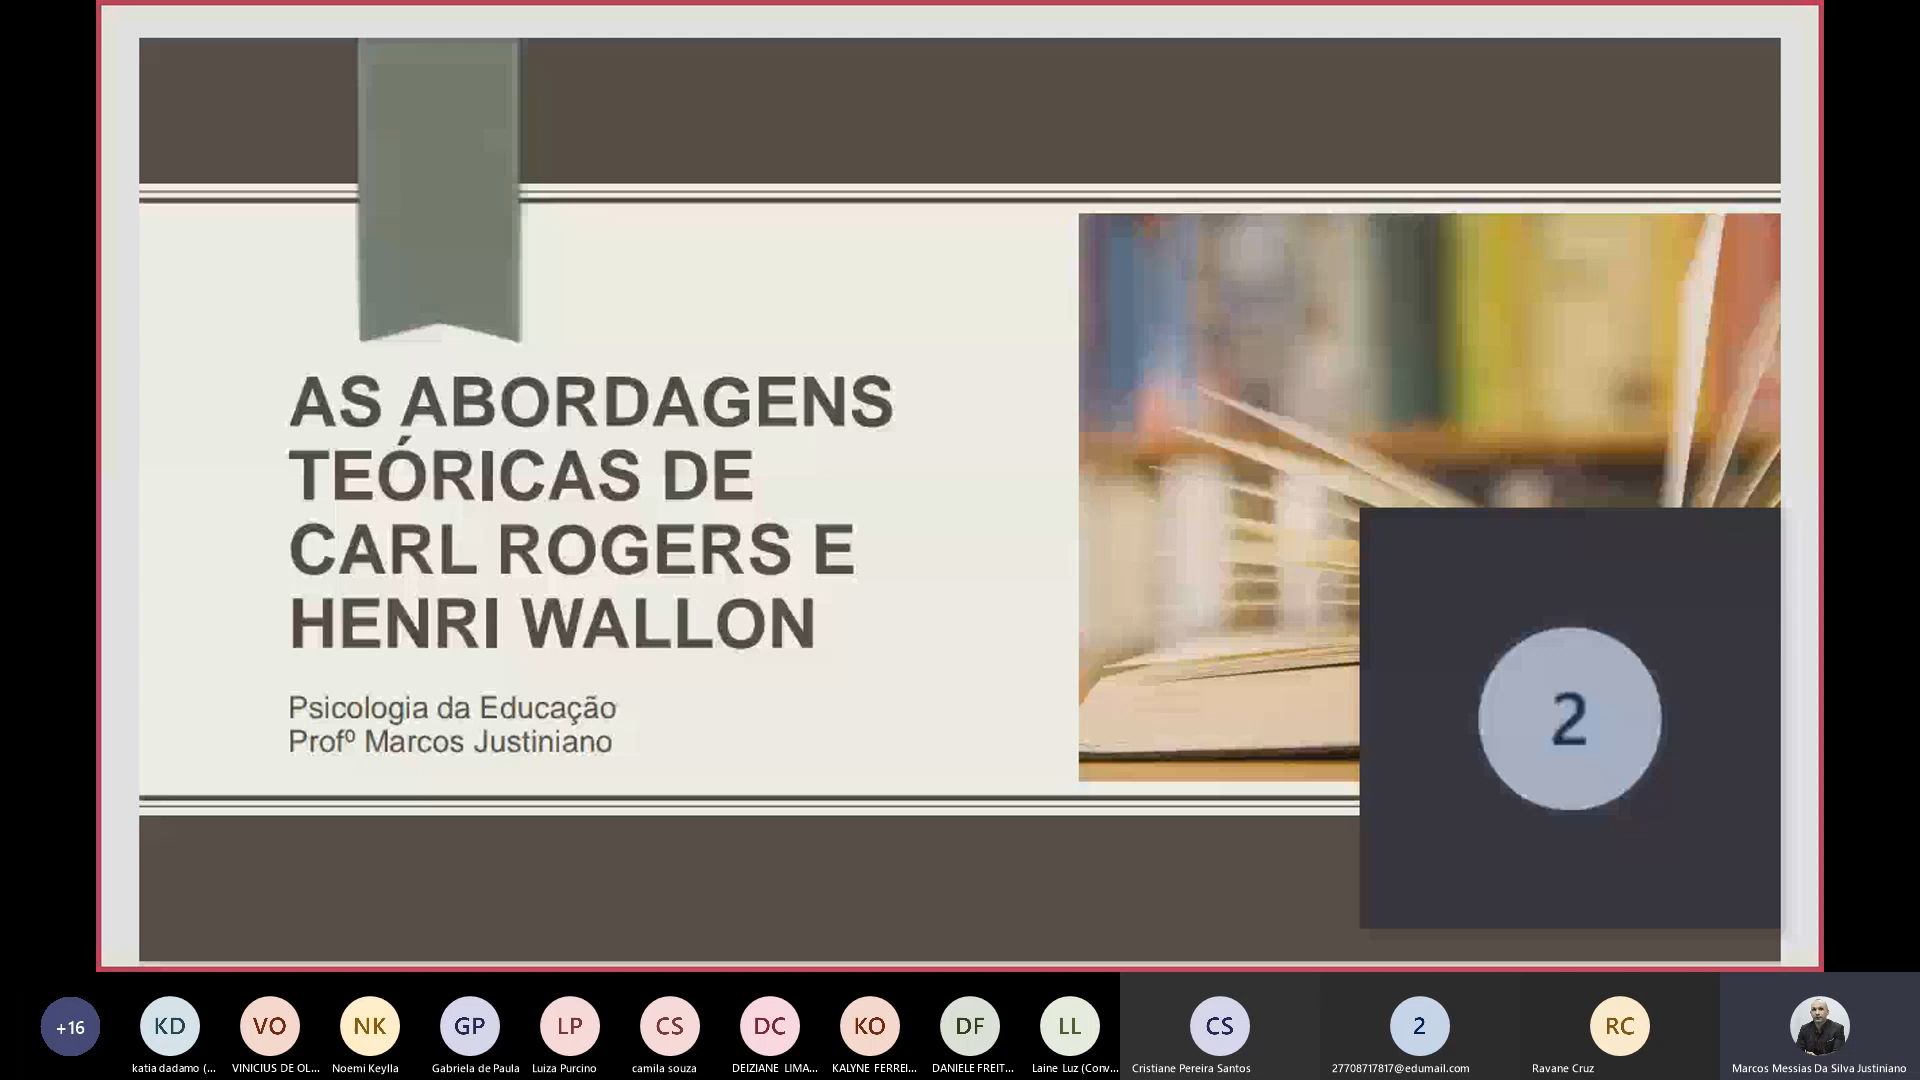 AS ABORDAGENS
TEÓRICAS DE
CARL ROGERS E
HENRI WALLON
Psicologia da Educação
Profº Marcos Justiniano
2
+16
KD
VO
NK
GP
LP
CS
DC
KO
DF
LL
CS
2
RC
katia dadamo (...
VINICIUS DE OL...
Noemi Keylla
Gabriela de Paula
Luiza Purcino
camila souza
DEIZIANE LIMA...
KALYNE FERREI...
DANIELE FREIT...
Laine Luz (Conv...
Cristiane Pereira Santos
27708717817@edumail.com
Ravane Cruz
Marcos Messias Da Silva Justiniano